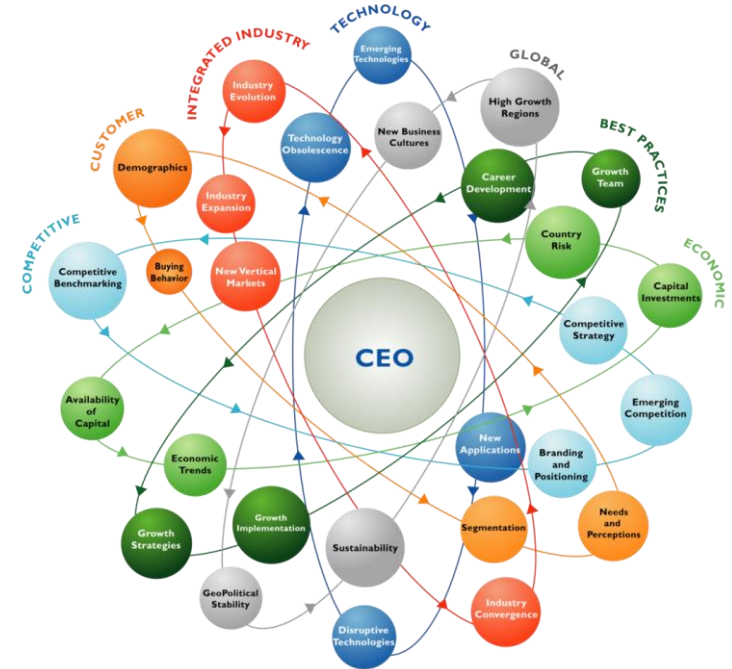 TECHNOLOGY
INTEGRATED INDUSTRY
GLOBAL
CUSTOMER
BEST PRACTICES
COMPETITIVE
ECONOMIC
Emerging
Technologies
Industry
Evolution
High Growth
Regions
Technology
Obsolescence
New Business
Cultures
Demographics
Career
Development
Growth
Team
Industry
Expansion
Country
Risk
Competitive
Benchmarking
Buying
Behavior
New Vertical
Markets
Capital
Investments
Competitive
Strategy
CEO
Availability
of
Capital
Emerging
Competition
New
Applications
Economic
Trends
Branding
and
Positioning
Growth
Strategies
Growth
Implementation
Sustainability
Segmentation
Needs
and
Perceptions
GeoPolitical
Stability
Industry
Convergence
Disruptive
Technologies